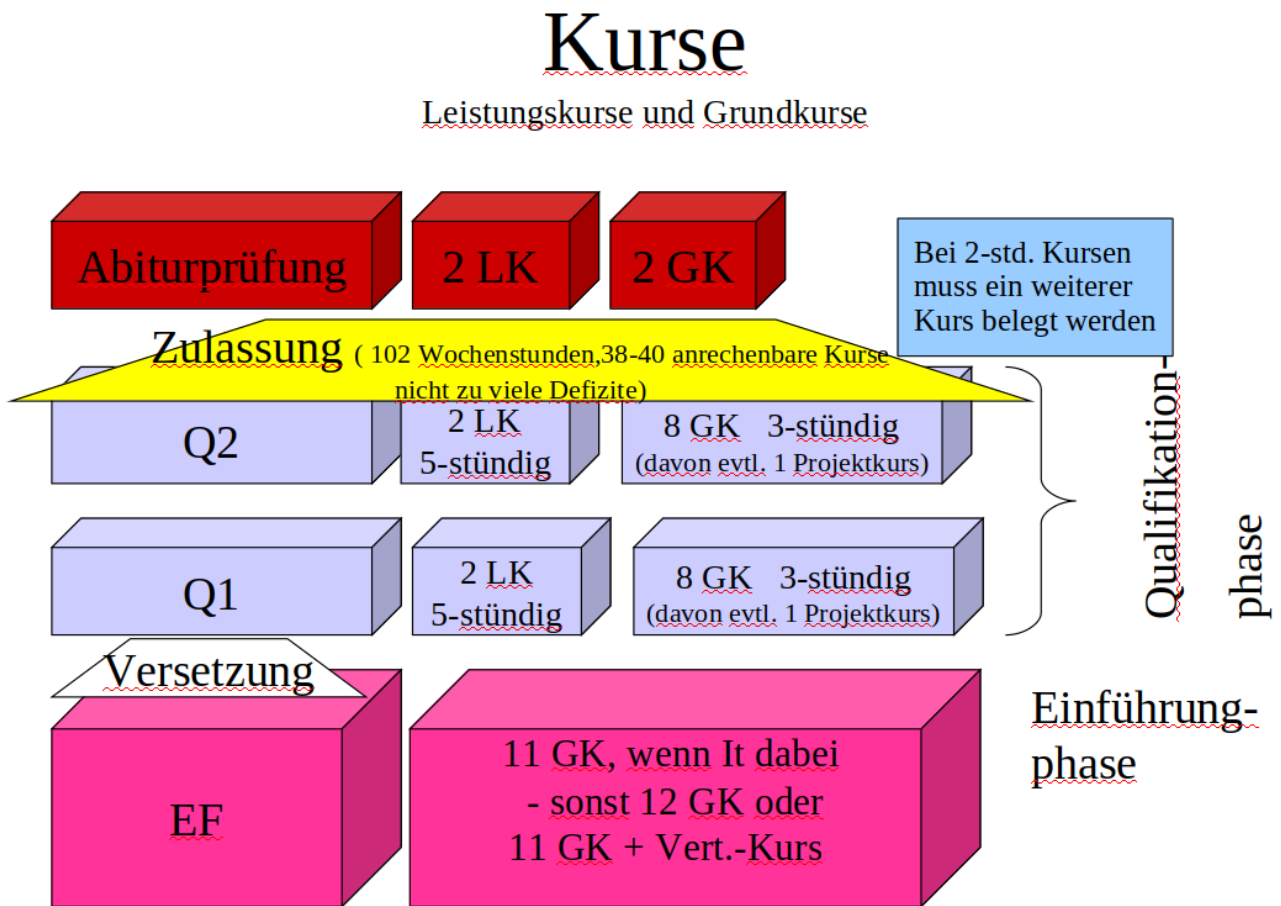 Kurse
Leistungskurse und Grundkurse
Abiturprüfung
2 LK
2 GK
Bei 2-std. Kursen
muss ein weiterer
Kurs belegt werden
Zulassung ( 102 Wochenstunden,38-40 anrechenbare Kurse
nicht zu viele Defizite)
Q2
2 LK
5-stündig
8 GK 3-stündig
(davon evtl. 1 Projektkurs)
Qualifikation-
phase
Q1
2 LK
5-stündig
8 GK 3-stündig
(davon evtl. 1 Projektkurs)
Versetzung
Einführung-
phase
EF
11 GK, wenn It dabei
- sonst 12 GK oder
11 GK + Vert.-Kurs